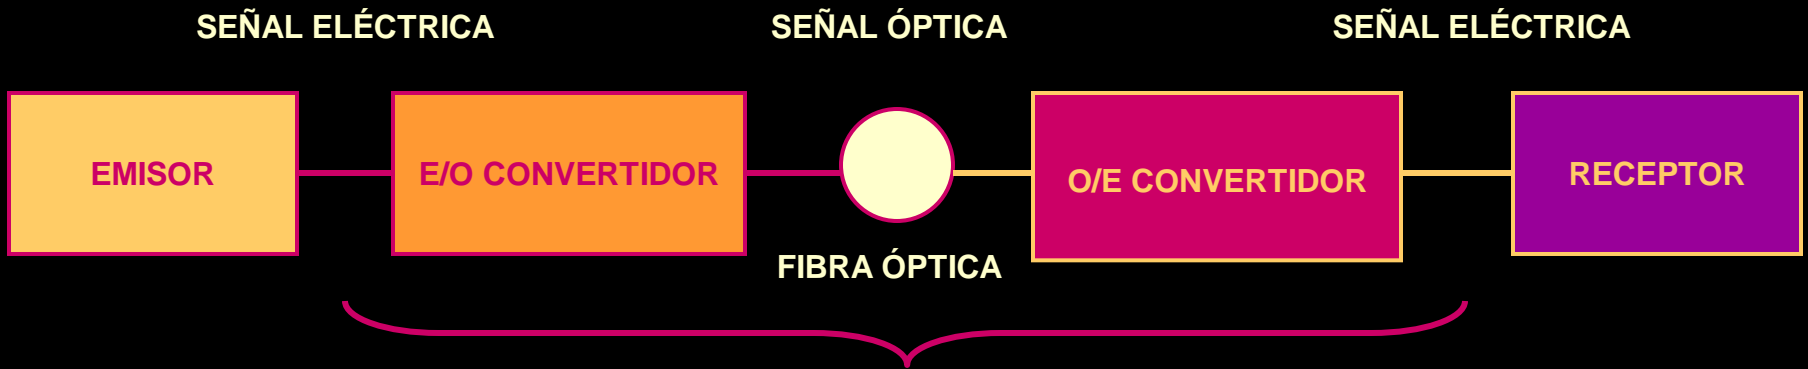 SEÑAL ELÉCTRICA
SEÑAL ÓPTICA
SEÑAL ELÉCTRICA
EMISOR
E/O CONVERTIDOR
O/E CONVERTIDOR
RECEPTOR
FIBRA ÓPTICA